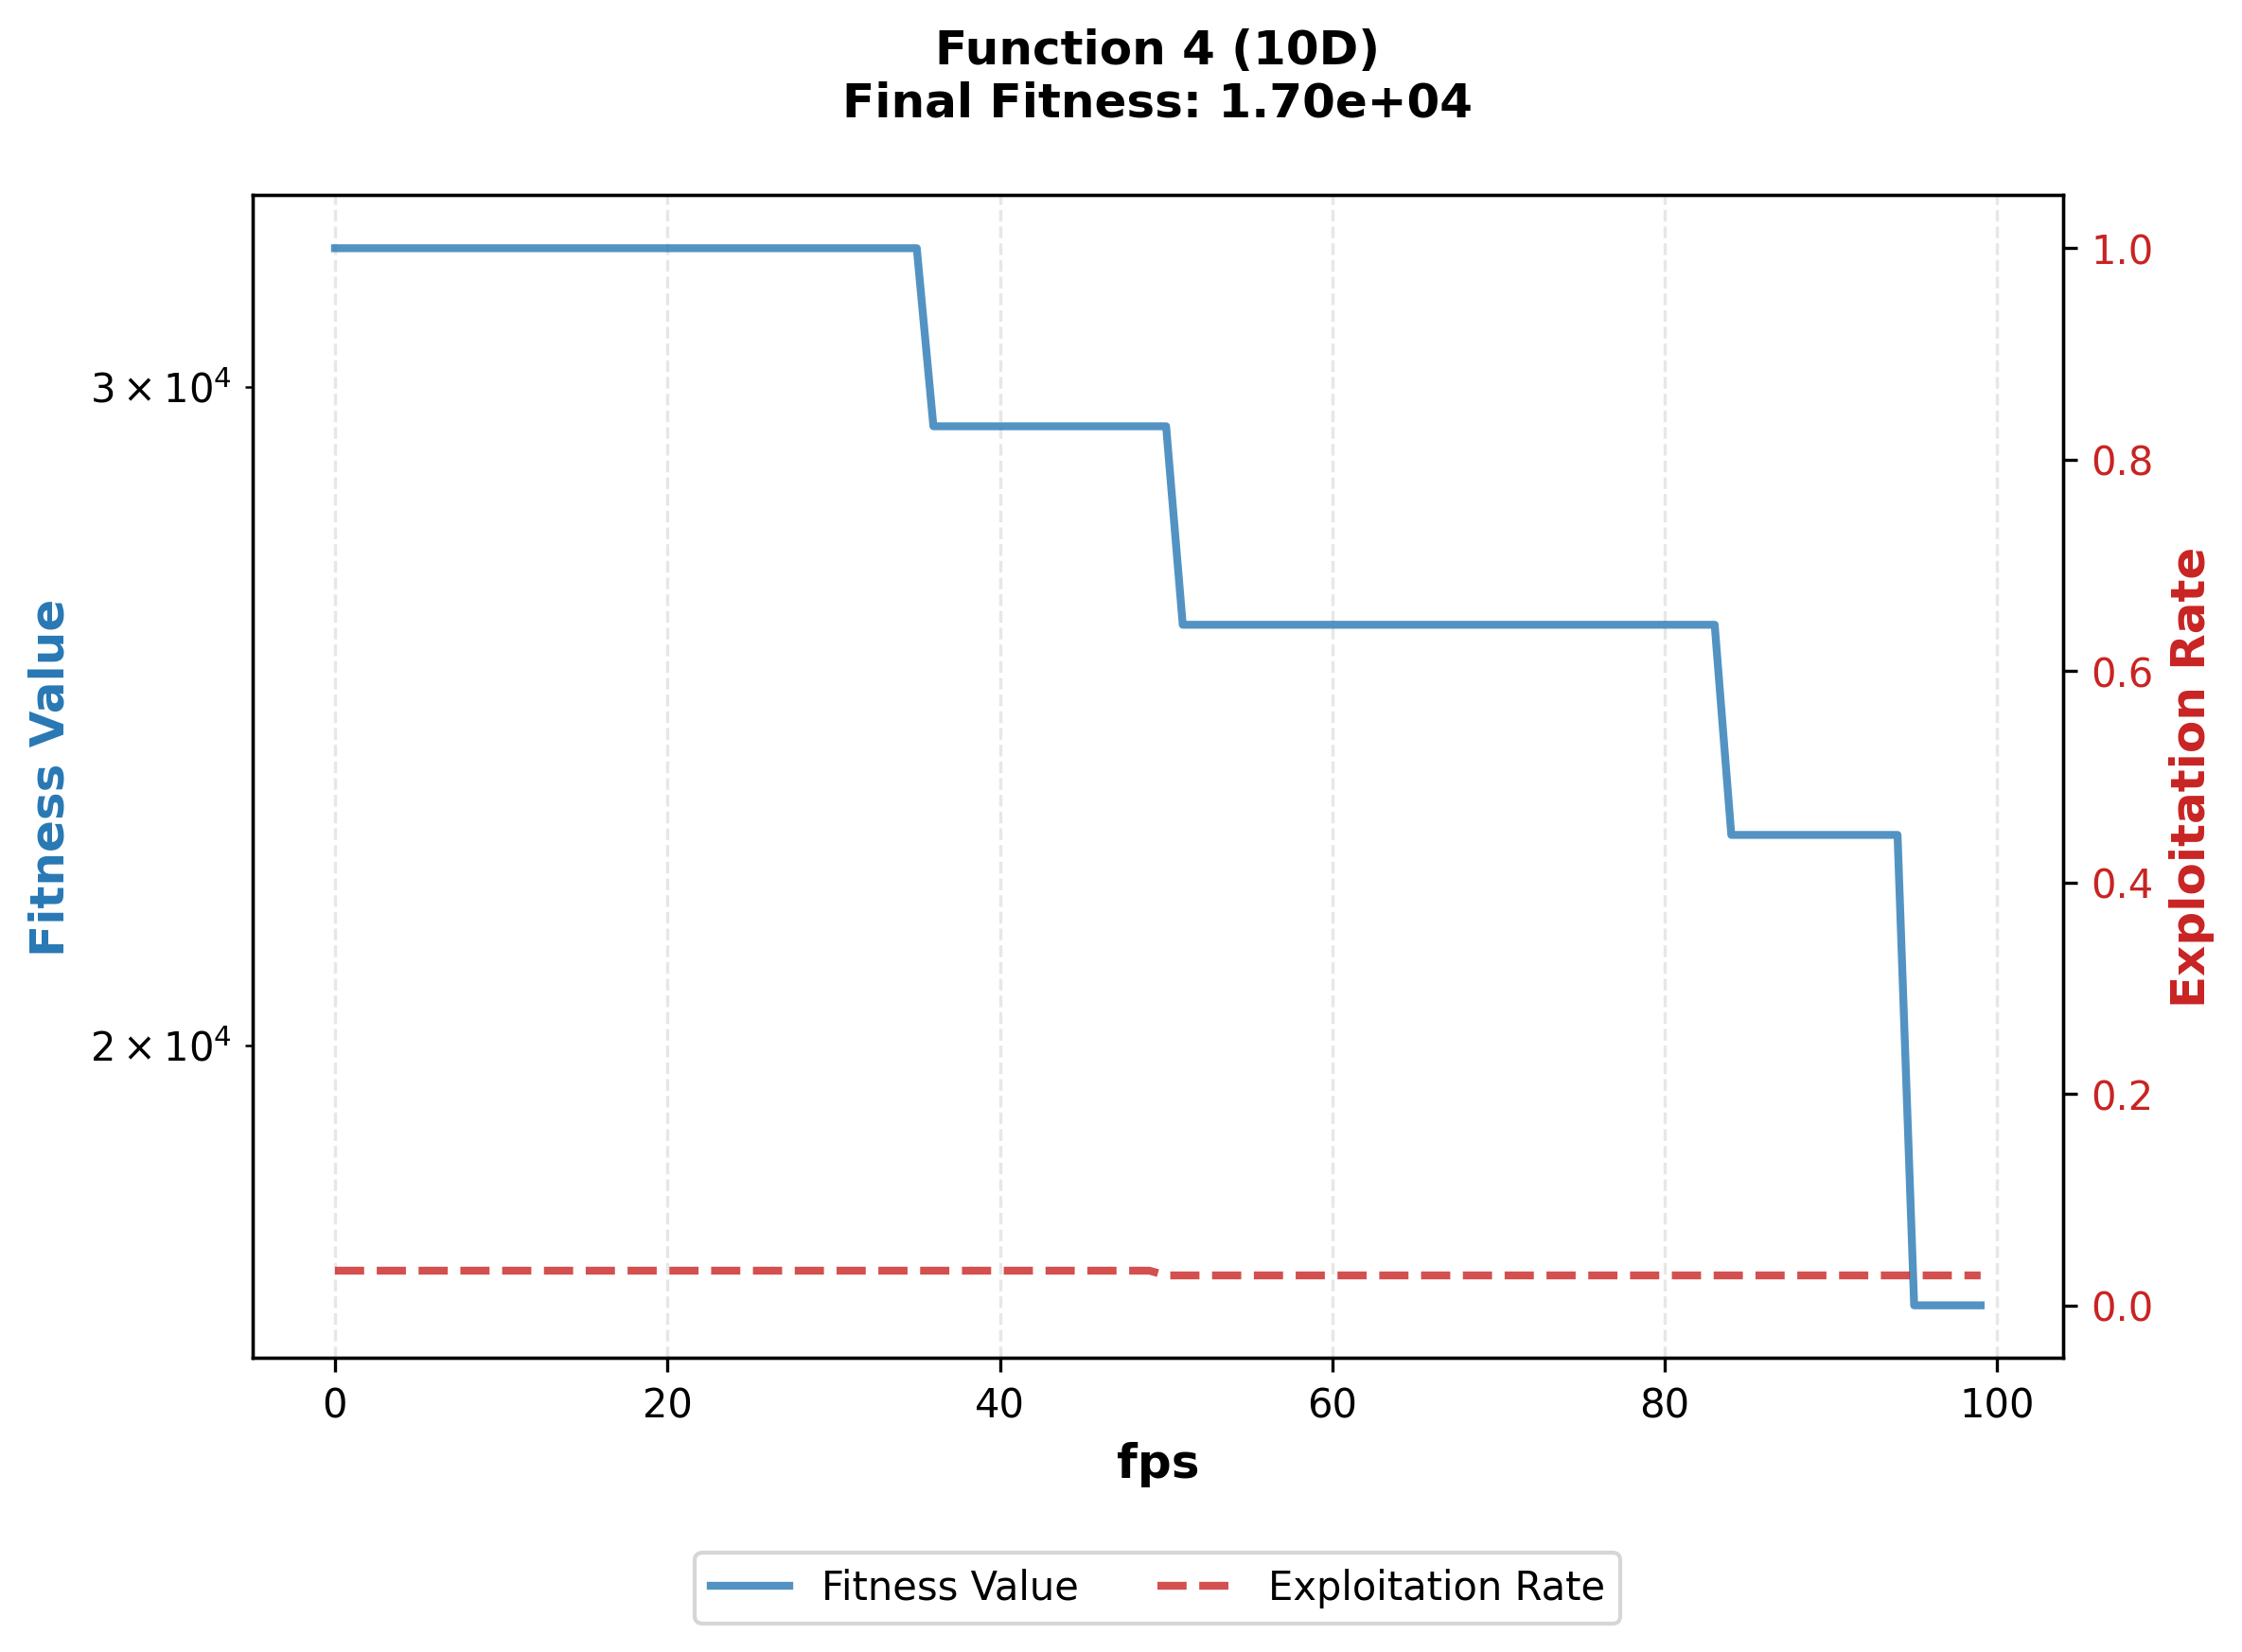 Function 4 (10D)
Final Fitness: 1.70e+04
Fitness Value
3 × 10⁴
2 × 10⁴
1.0
0.8
0.6
0.4
0.2
0.0
Exploitation Rate
0 20 40 60 80 100
fps
Fitness Value Exploitation Rate